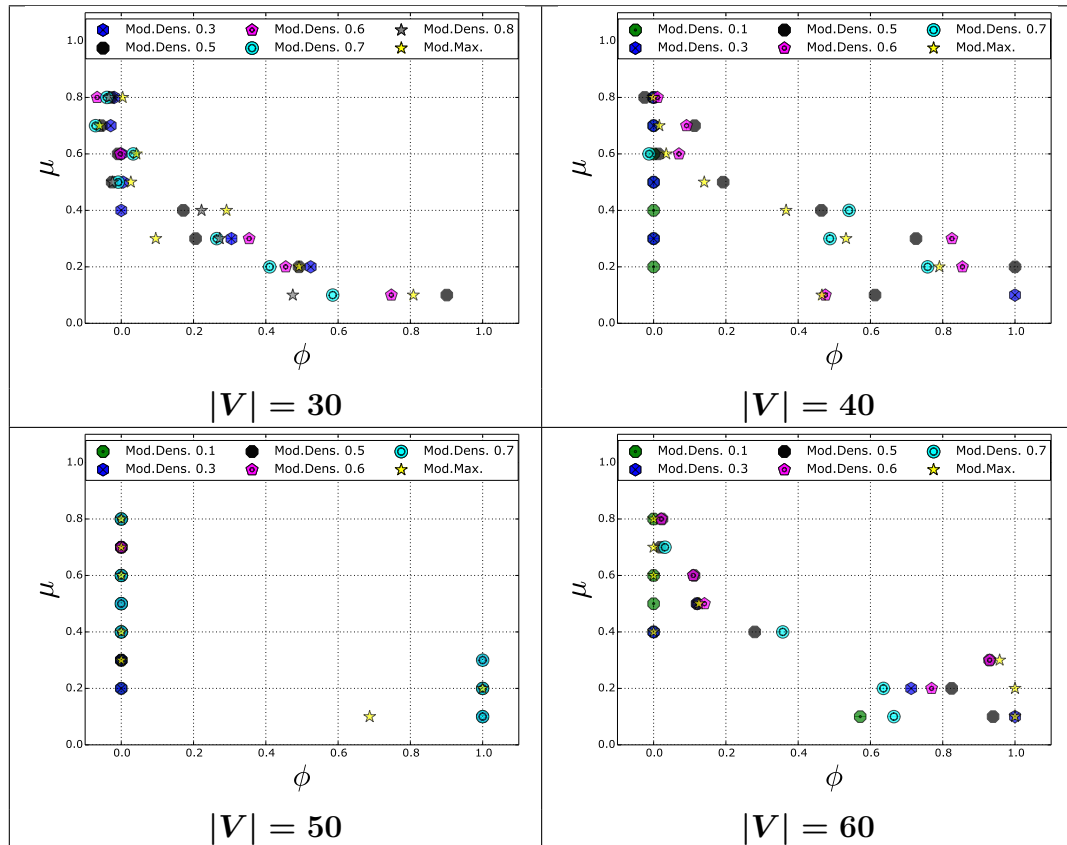 Mod.Dens. 0.3 Mod.Dens. 0.6 Mod.Dens. 0.8
Mod.Dens. 0.5 Mod.Dens. 0.7 Mod.Max.
1.0
0.8
0.6
0.4
0.2
0.0
μ
0.0 0.2 0.4 0.6 0.8 1.0
ϕ
|V| = 30
Mod.Dens. 0.1 Mod.Dens. 0.5 Mod.Dens. 0.7
Mod.Dens. 0.3 Mod.Dens. 0.6 Mod.Max.
1.0
0.8
0.6
0.4
0.2
0.0
μ
0.0 0.2 0.4 0.6 0.8 1.0
ϕ
|V| = 40
Mod.Dens. 0.1 Mod.Dens. 0.5 Mod.Dens. 0.7
Mod.Dens. 0.3 Mod.Dens. 0.6 Mod.Max.
1.0
0.8
0.6
0.4
0.2
0.0
μ
0.0 0.2 0.4 0.6 0.8 1.0
ϕ
|V| = 50
Mod.Dens. 0.1 Mod.Dens. 0.5 Mod.Dens. 0.7
Mod.Dens. 0.3 Mod.Dens. 0.6 Mod.Max.
1.0
0.8
0.6
0.4
0.2
0.0
μ
0.0 0.2 0.4 0.6 0.8 1.0
ϕ
|V| = 60